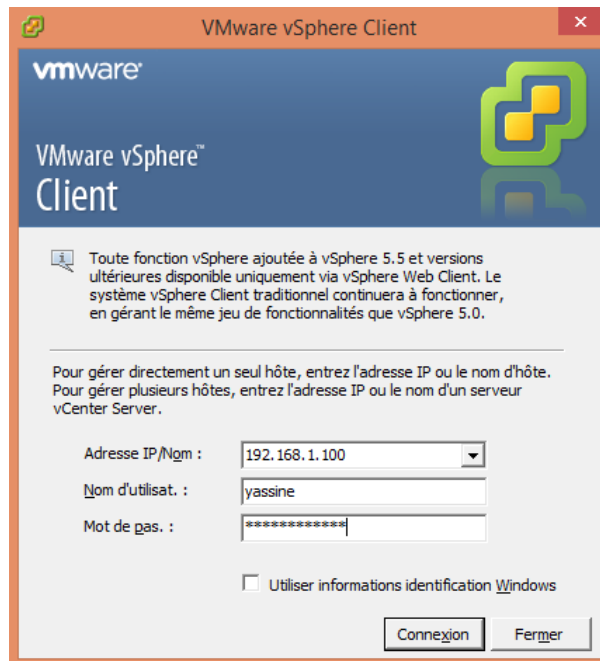 VMware vSphere Client
vmware
VMware vSphere™
Client
Toute fonction vSphere ajoutée à vSphere 5.5 et versions
ultérieures disponible uniquement via vSphere Web Client. Le
système vSphere Client traditionnel continuera à fonctionner,
en gérant le même jeu de fonctionnalités que vSphere 5.0.
Pour gérer directement un seul hôte, entrez l'adresse IP ou le nom d'hôte.
Pour gérer plusieurs hôtes, entrez l'adresse IP ou le nom d'un serveur
vCenter Server.
Adresse IP/Nom : 192.168.1.100
Nom d'utilisat. : yassine
Mot de pas. : ************
Utiliser informations identification Windows
Connexion Fermer